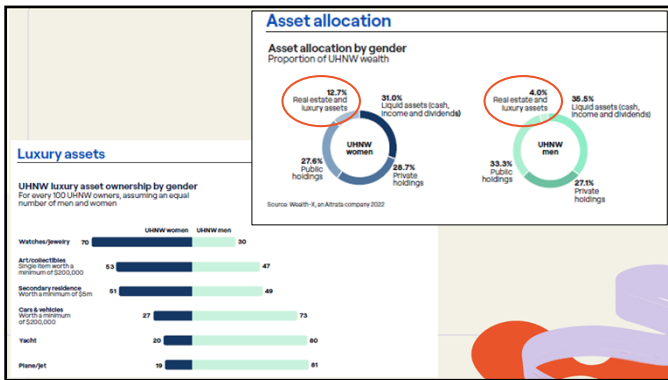 Asset allocation
Asset allocation by gender
Proportion of UHNW wealth
12.7%
Real estate and
luxury assets
31.0%
Liquid assets (cash,
income and dividends)
UHNW
women
27.6%
Public
holdings
28.7%
Private
holdings
4.0%
Real estate and
luxury assets
35.5%
Liquid assets (cash,
income and dividends)
UHNW
men
33.3%
Public
holdings
27.1%
Private
holdings
Source: Wealth-X, an Altrata company 2022
Luxury assets
UHNW luxury asset ownership by gender
For every 100 UHNW owners, assuming an equal
number of men and women
UHNW women UHNW men
Watches/jewelry 70 30
Art/collectibles
Single item worth a
minimum of $200,000
53 47
Secondary residence
Worth a minimum of $5m
51 49
Cars & vehicles
Worth a minimum
of $200,000
27 73
Yacht 20 80
Plane/jet 19 81